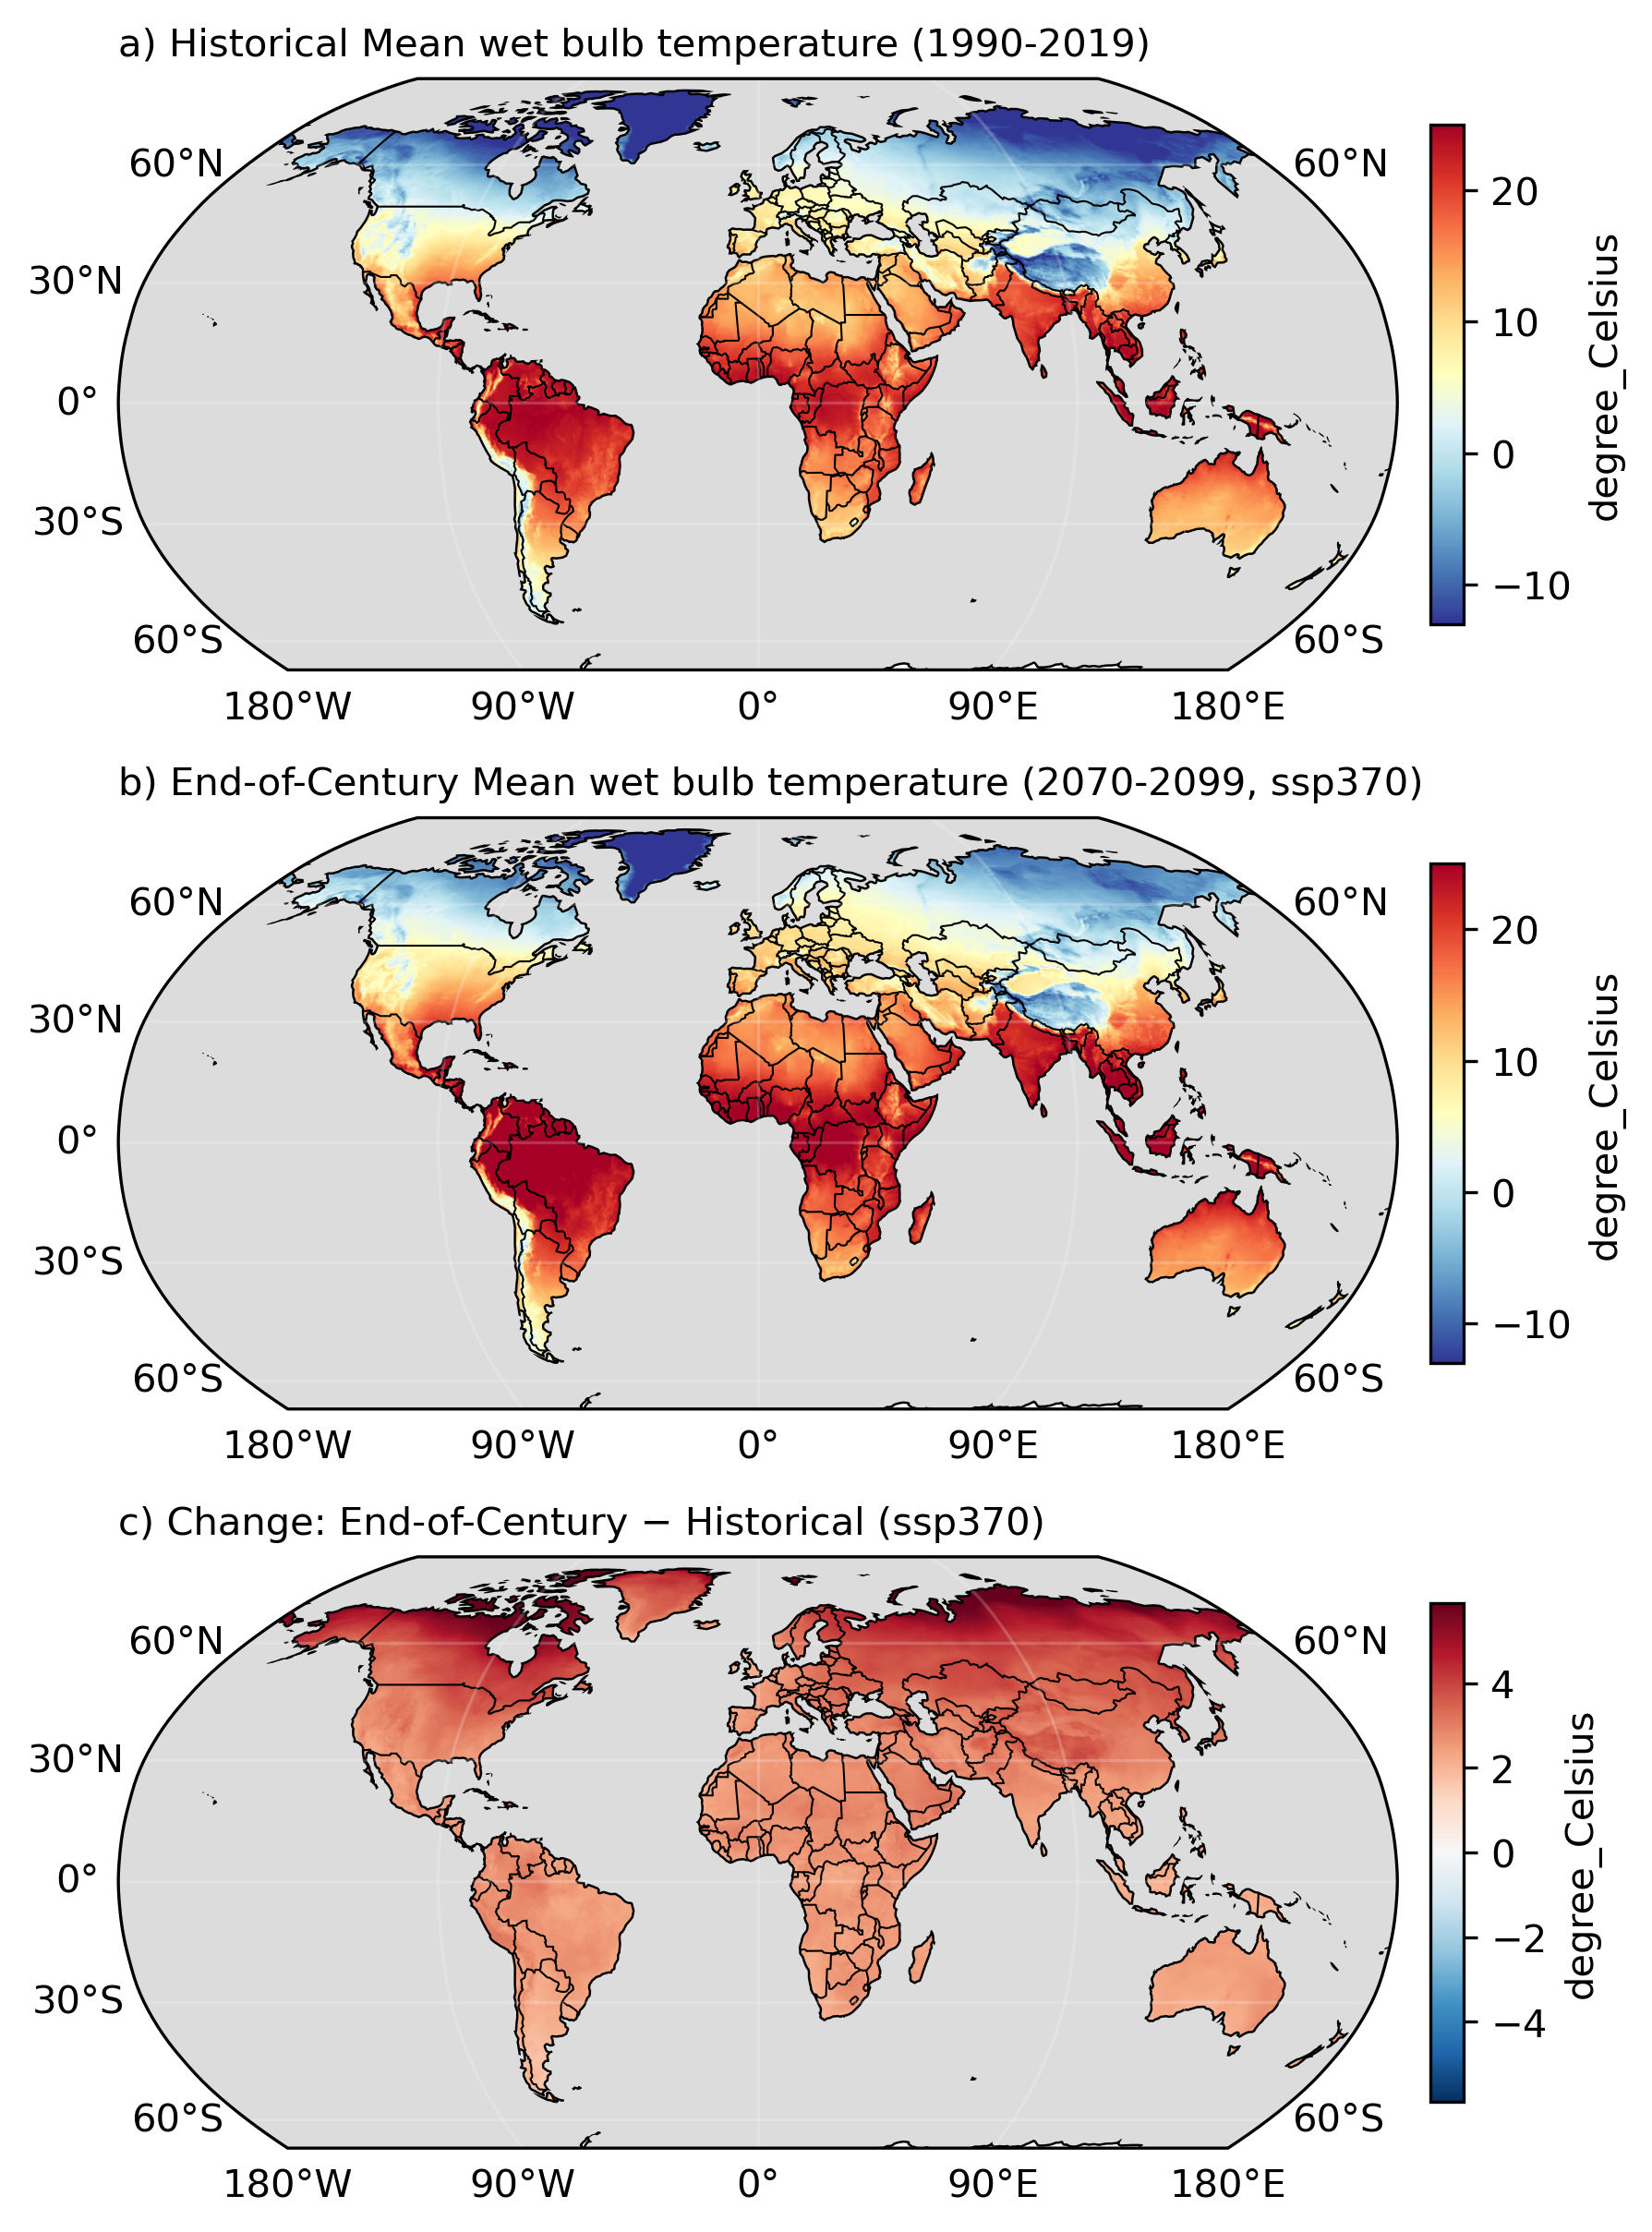 a) Historical Mean wet bulb temperature (1990-2019)
60°N
60°N
30°N
0°
30°S
60°S
60°S
180°W 90°W 0° 90°E 180°E
20
10
0
−10
degree_Celsius
b) End-of-Century Mean wet bulb temperature (2070-2099, ssp370)
60°N
60°N
30°N
0°
30°S
60°S
60°S
180°W 90°W 0° 90°E 180°E
20
10
0
−10
degree_Celsius
c) Change: End-of-Century − Historical (ssp370)
60°N
60°N
30°N
0°
30°S
60°S
60°S
180°W 90°W 0° 90°E 180°E
4
2
0
−2
−4
degree_Celsius